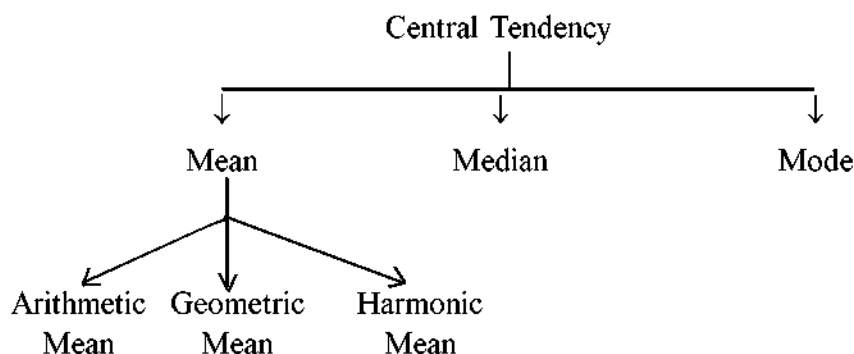 Central Tendency
Mean Median Mode
Arithmetic Geometric Harmonic
Mean Mean Mean